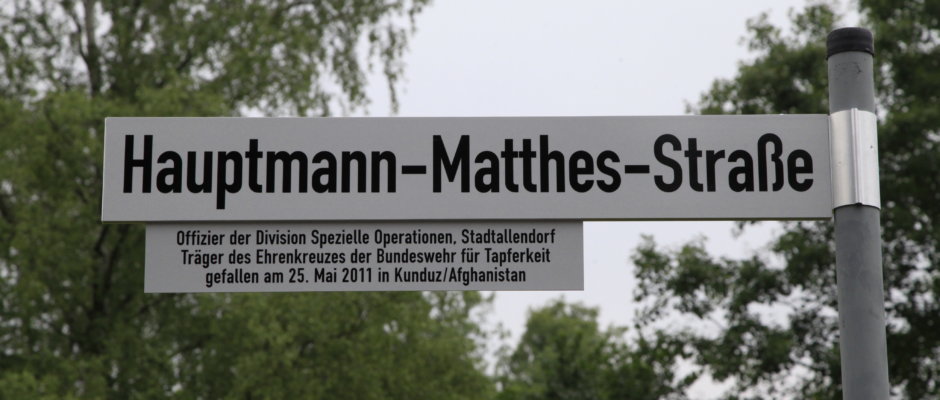 Hauptmann-Matthes-Straße
Offizier der Division Spezielle Operationen, Stadtallendorf
Träger des Ehrenkreuzes der Bundeswehr für Tapferkeit
gefallen am 25. Mai 2011 in Kunduz/Afghanistan